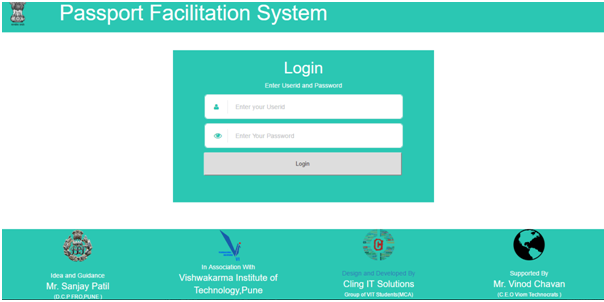 Passport Facilitation System
Login
Enter Userid and Password
Enter your Userid
Enter Your Password
Login
Idea and Guidance
Mr. Sanjay Patil
(D.C.P FRO,PUNE )
In Association With
Vishwakarma Institute of
Technology,Pune
Design and Developed By
Cling IT Solutions
Group of VIT Students(MCA)
Supported By
Mr. Vinod Chavan
(C.E.O Vium Technocrats )